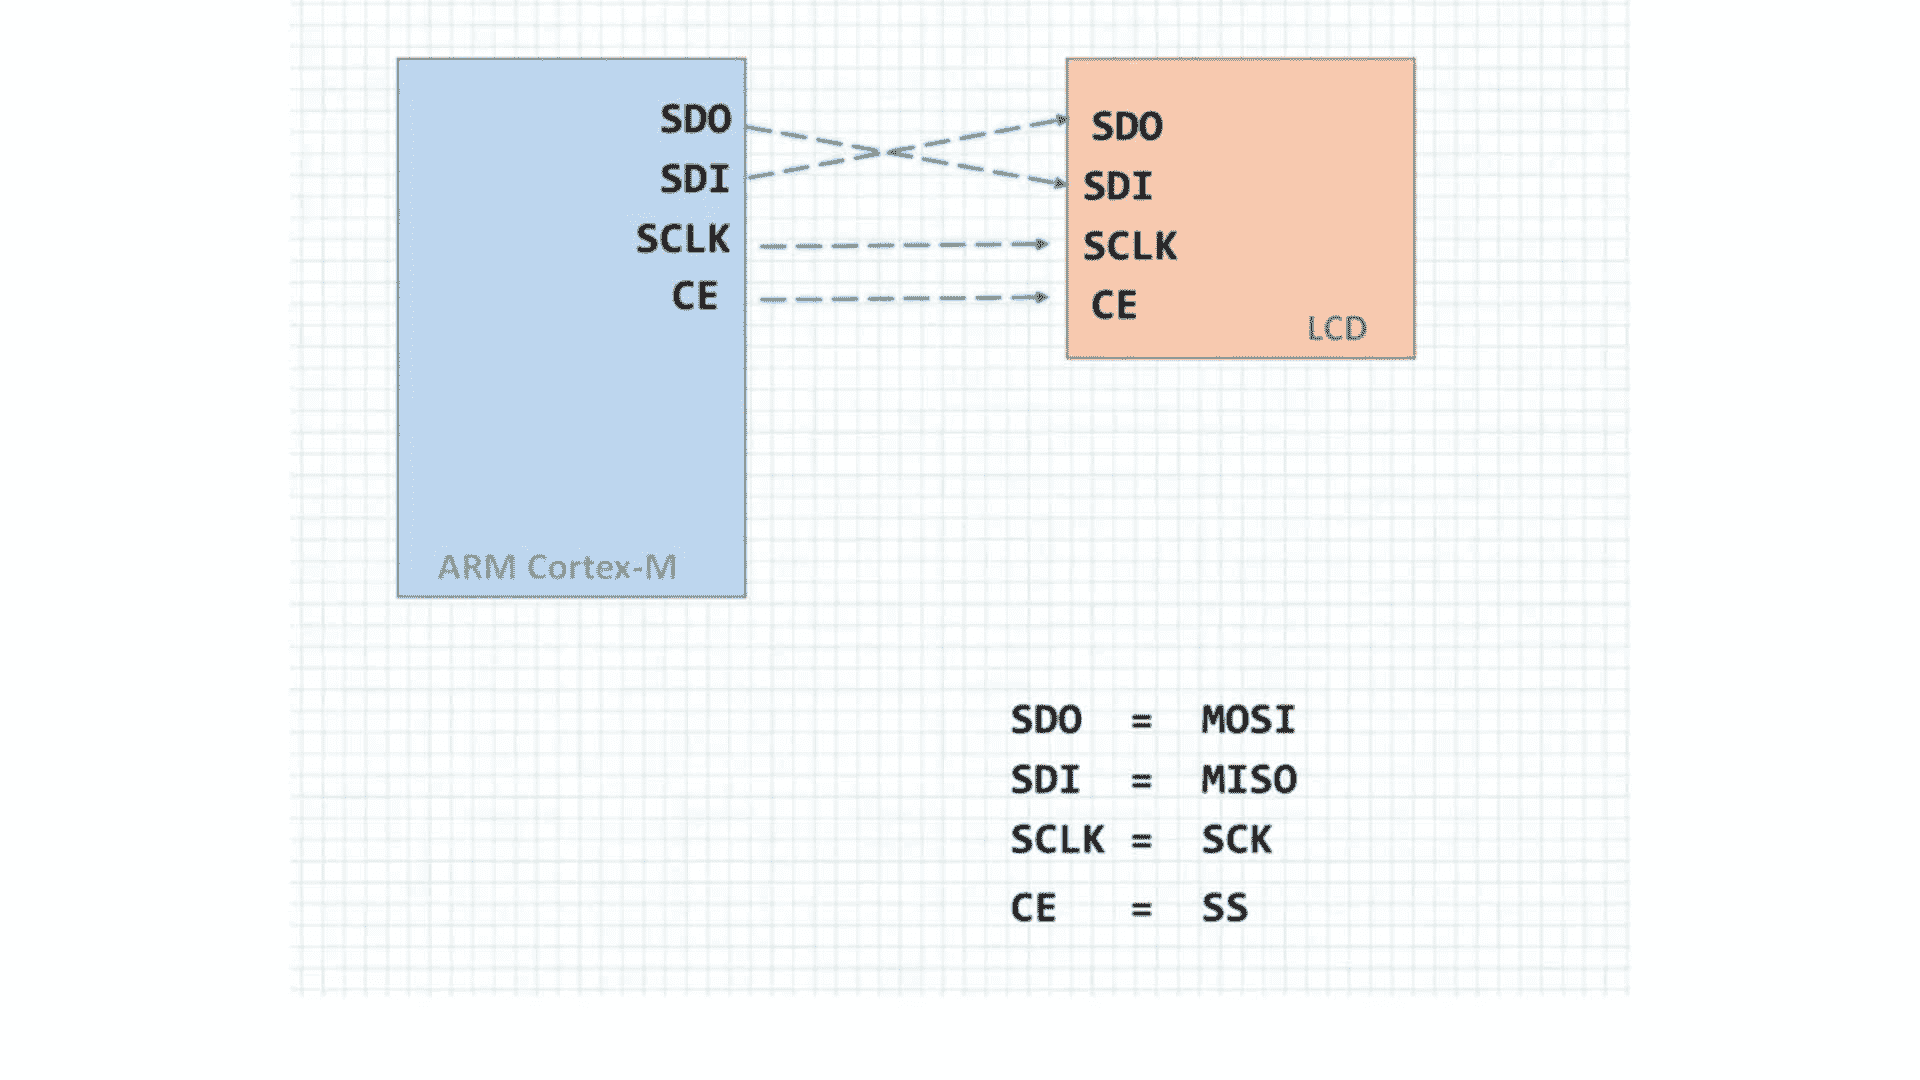 SDO
SDI
SCLK
CE
ARM Cortex-M
SDO
SDI
SCLK
CE
LCD
SDO = MOSI
SDI = MISO
SCLK = SCK
CE = SS